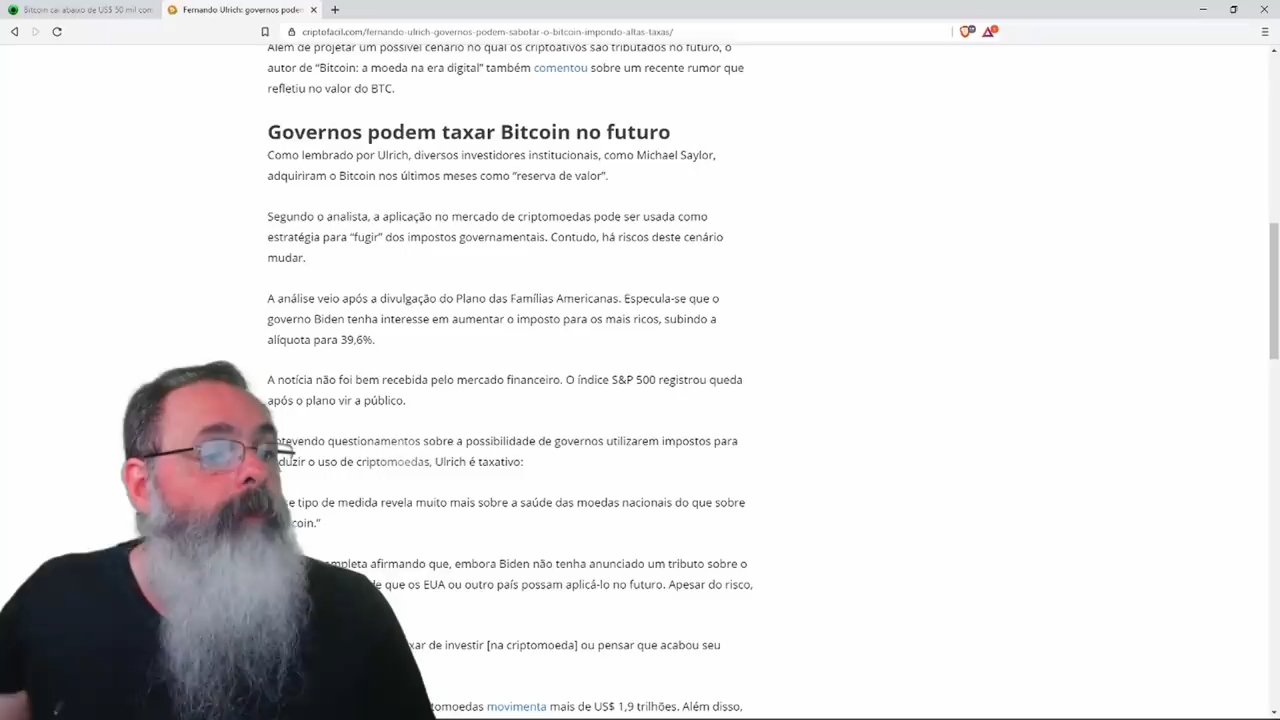 Bitcoin cai abaixo de US$ 50 mil com
Fernando Ulrich: governos poden
criptofacil.com/fernando-ulrich-governos-podem-sabotar-o-bitcoin-impondo-altas-taxas/
Além de projetar um possível cenário no qual os criptoativos são tributados no futuro, o
autor de “Bitcoin: a moeda na era digital” também comentou sobre um recente rumor que
refletiu no valor do BTC.
Governos podem taxar Bitcoin no futuro
Como lembrado por Ulrich, diversos investidores institucionais, como Michael Saylor,
adquiriram o Bitcoin nos últimos meses como “reserva de valor”.
Segundo o analista, a aplicação no mercado de criptomoedas pode ser usada como
estratégia para “fugir” dos impostos governamentais. Contudo, há riscos deste cenário
mudar.
A análise veio após a divulgação do Plano das Famílias Americanas. Especula-se que o
governo Biden tenha interesse em aumentar o imposto para os mais ricos, subindo a
alíquota para 39,6%.
A notícia não foi bem recebida pelo mercado financeiro. O índice S&P 500 registrou queda
após o plano vir a público.
tevendo questionamentos sobre a possibilidade de governos utilizarem impostos para
duzir o uso de criptomoedas, Ulrich é taxativo:
e tipo de medida revela muito mais sobre a saúde das moedas nacionais do que sobre
coin.”
mpleta afirmando que, embora Biden não tenha anunciado um tributo sobre o
de que os EUA ou outro país possam aplicá-lo no futuro. Apesar do risco,
xar de investir [na criptomoeda] ou pensar que acabou seu
tomoedas movimenta mais de US$ 1,9 trilhões. Além disso,